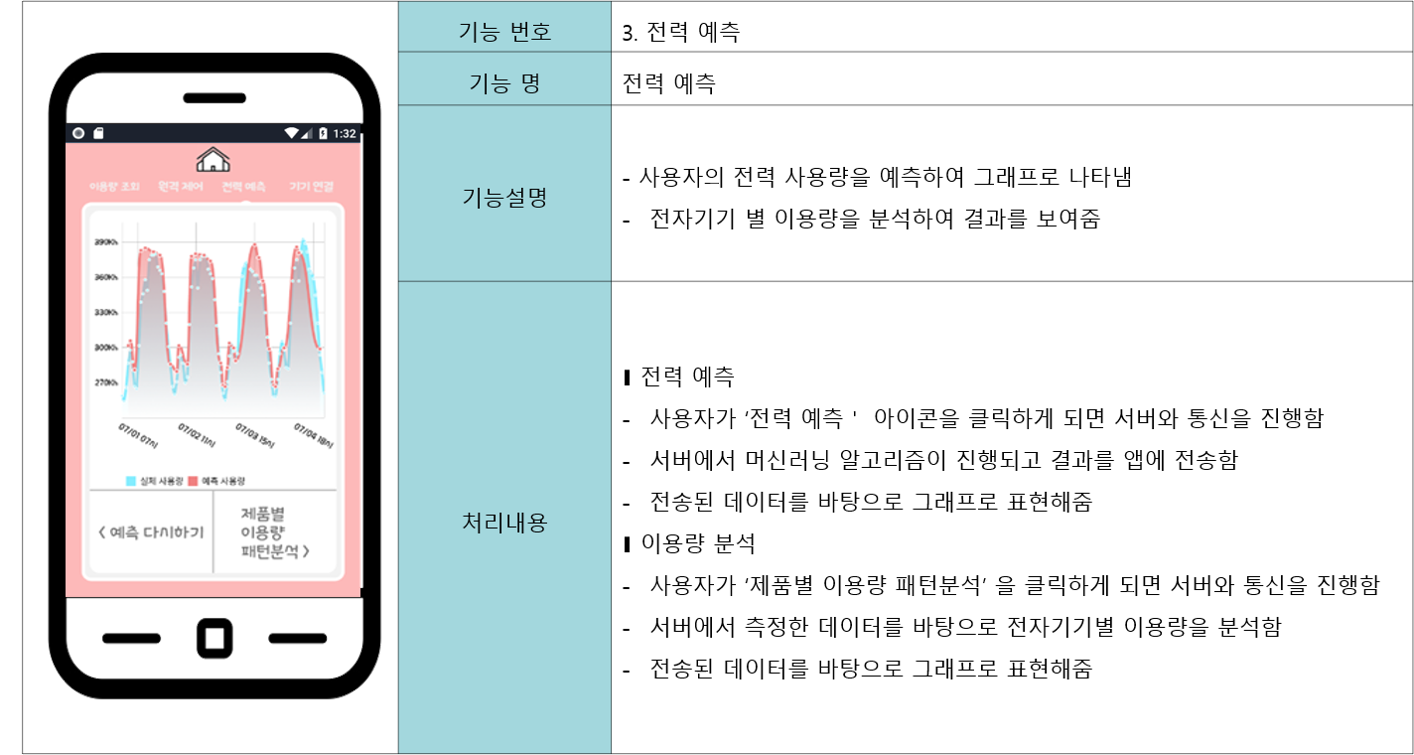 1:32
이용량 조회 원격 제어 전력 예측 기기 연결
390Kh
360Kh
330Kh
300Kh
270Kh
07/01 07시 07/02 11시 07/03 15시 07/04 18시
실제 사용량 예측 사용량
< 예측 다시하기
제품별
이용량
패턴분석 >
기능 번호
3. 전력 예측
기능 명
전력 예측
기능설명
- 사용자의 전력 사용량을 예측하여 그래프로 나타냄
- 전자기기 별 이용량을 분석하여 결과를 보여줌
처리내용
❙ 전력 예측
- 사용자가 ‘전력 예측 ' 아이콘을 클릭하게 되면 서버와 통신을 진행함
- 서버에서 머신러닝 알고리즘이 진행되고 결과를 앱에 전송함
- 전송된 데이터를 바탕으로 그래프로 표현해줌
❙ 이용량 분석
- 사용자가 ‘제품별 이용량 패턴분석’ 을 클릭하게 되면 서버와 통신을 진행함
- 서버에서 측정한 데이터를 바탕으로 전자기기별 이용량을 분석함
- 전송된 데이터를 바탕으로 그래프로 표현해줌